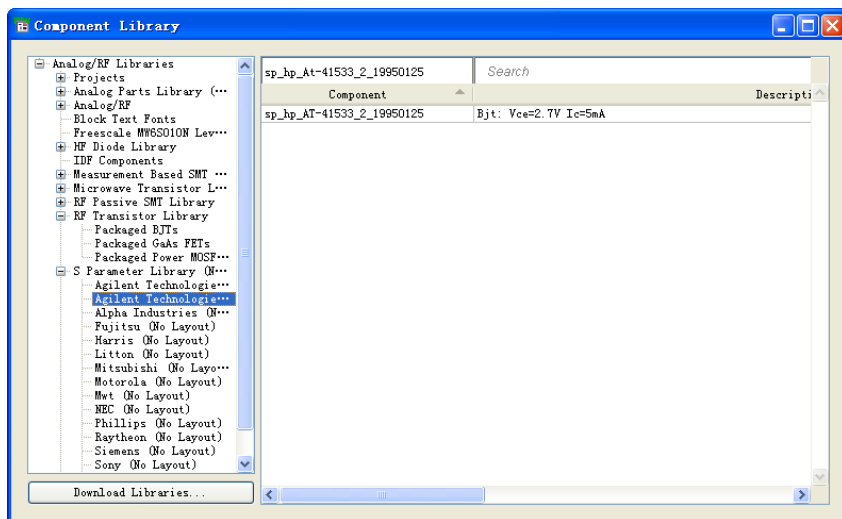 Component Library
Analog/RF Libraries
Projects
Analog Parts Library (...
Analog/RF
Block Text Fonts
Freescale MW6S010N Lev...
HF Diode Library
IDF Components
Measurement Based SMT ...
Microwave Transistor L...
RF Passive SMT Library
RF Transistor Library
Packaged BJTs
Packaged GaAs FETs
Packaged Power MOSF...
S Parameter Library (N...
Agilent Technologie...
Agilent Technologie...
Alpha Industries (N...
Fujitsu (No Layout)
Harris (No Layout)
Litton (No Layout)
Mitsubishi (No Layo...
Motorola (No Layout)
Mwt (No Layout)
NEC (No Layout)
Phillips (No Layout)
Raytheon (No Layout)
Siemens (No Layout)
Sony (No Layout)
Download Libraries...
sp_hp_At-41533_2_19950125 Search
Component Descripti
sp_hp_AT-41533_2_19950125 Bjt: Vce=2.7V Ic=5mA